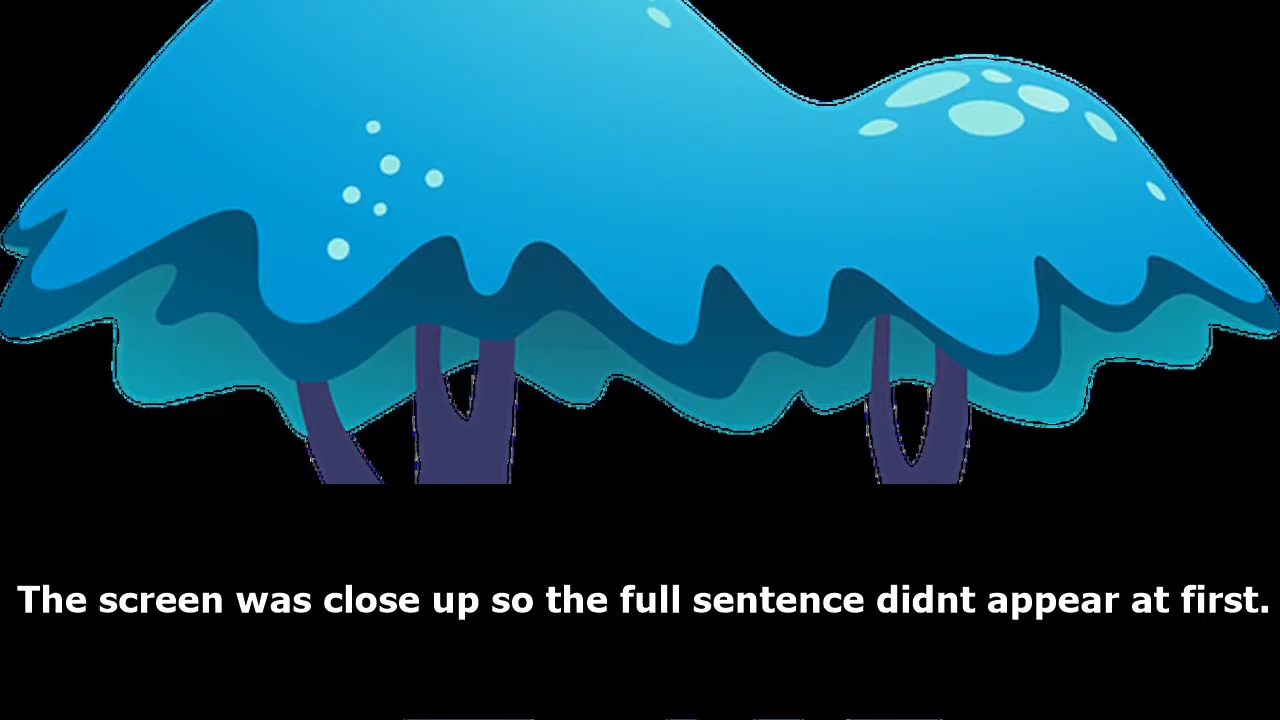 The screen was close up so the full sentence didnt appear at first.